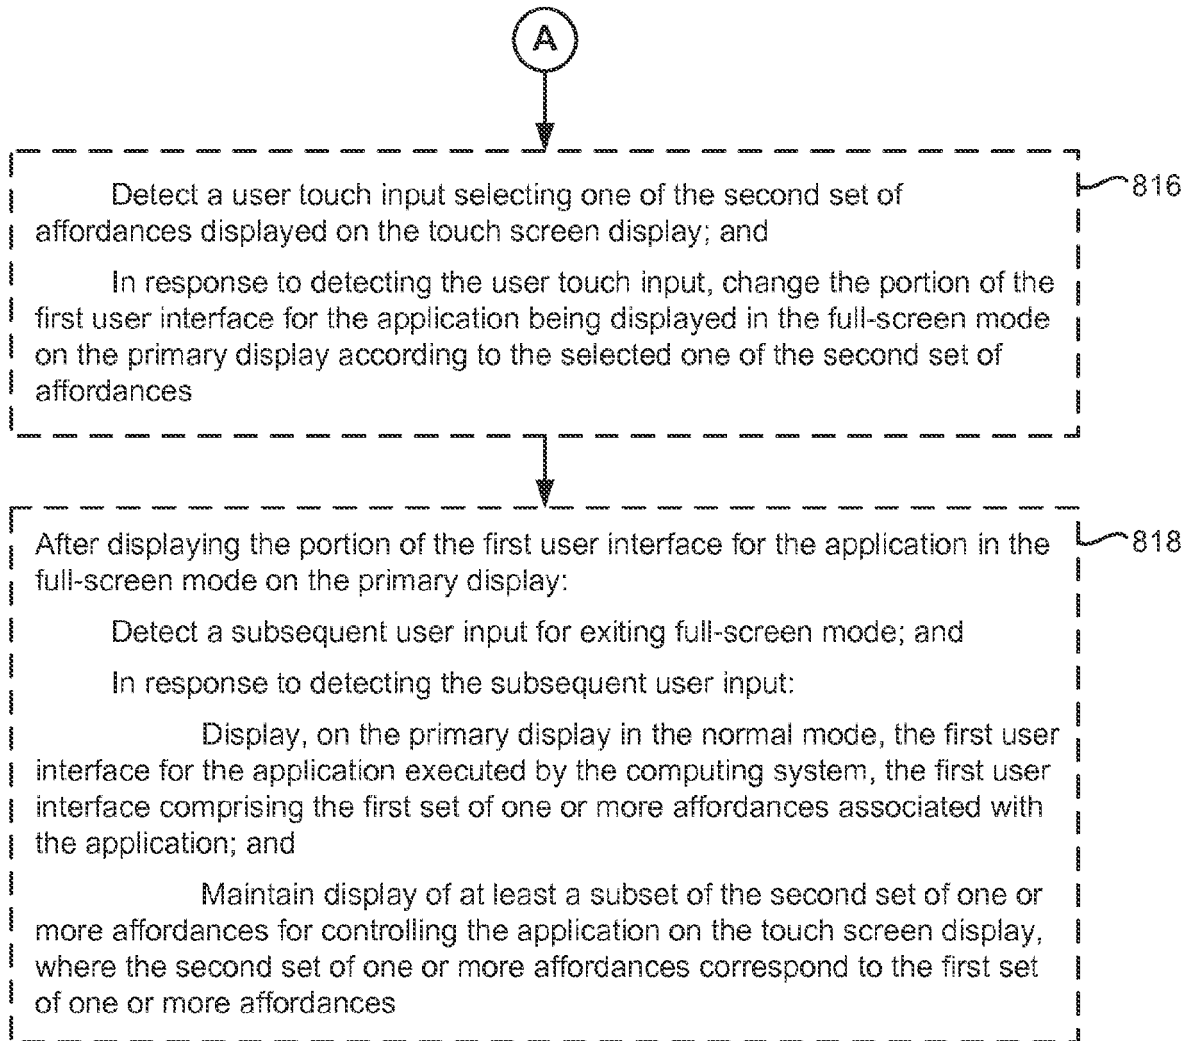 A
Detect a user touch input selecting one of the second set of
affordances displayed on the touch screen display; and
816
In response to detecting the user touch input, change the portion of the
first user interface for the application being displayed in the full-screen mode
on the primary display according to the selected one of the second set of
affordances
After displaying the portion of the first user interface for the application in the
818
full-screen mode on the primary display:
Detect a subsequent user input for exiting full-screen mode; and
In response to detecting the subsequent user input:
Display, on the primary display in the normal mode, the first user
interface for the application executed by the computing system, the first user
interface comprising the first set of one or more affordances associated with
the application; and
Maintain display of at least a subset of the second set of one or
more affordances for controlling the application on the touch screen display,
where the second set of one or more affordances correspond to the first set
of one or more affordances